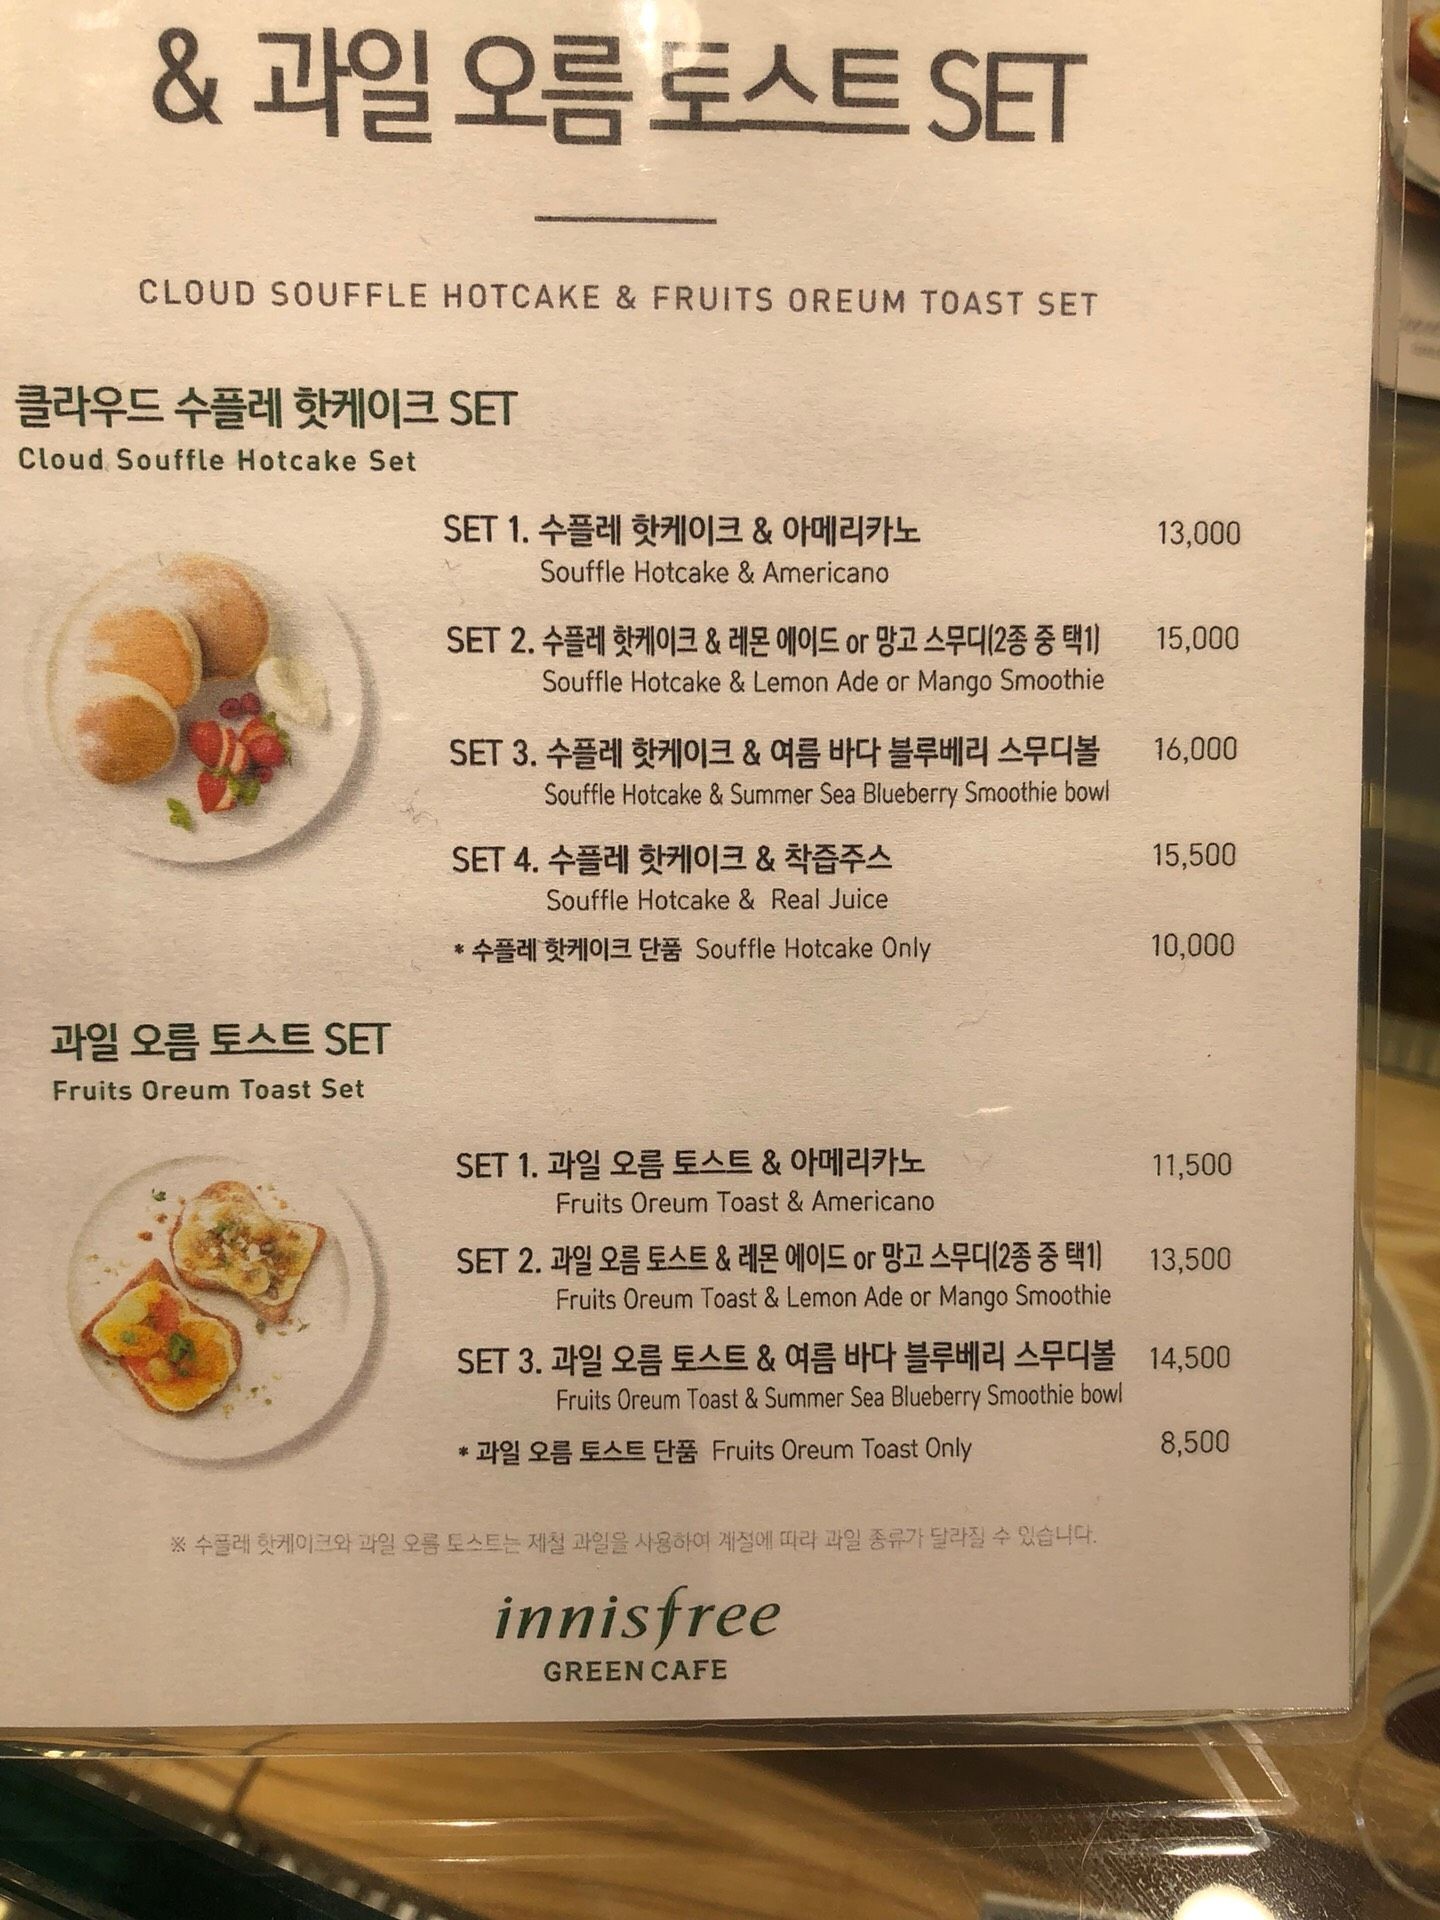 & 과일 오름 토스트 SET
CLOUD SOUFFLE HOTCAKE & FRUITS OREUM TOAST SET
클라우드 수플레 핫케이크 SET
Cloud Souffle Hotcake Set
SET 1. 수플레 핫케이크 & 아메리카노 13,000
Souffle Hotcake & Americano
SET 2. 수플레 핫케이크 & 레몬 에이드 or 망고 스무디(2종 중 택1) 15,000
Souffle Hotcake & Lemon Ade or Mango Smoothie
SET 3. 수플레 핫케이크 & 여름 바다 블루베리 스무디볼 16,000
Souffle Hotcake & Summer Sea Blueberry Smoothie bowl
SET 4. 수플레 핫케이크 & 착즙주스 15,500
Souffle Hotcake & Real Juice
* 수플레 핫케이크 단품 Souffle Hotcake Only 10,000
과일 오름 토스트 SET
Fruits Oreum Toast Set
SET 1. 과일 오름 토스트 & 아메리카노 11,500
Fruits Oreum Toast & Americano
SET 2. 과일 오름 토스트 & 레몬 에이드 or 망고 스무디(2종 중 택1) 13,500
Fruits Oreum Toast & Lemon Ade or Mango Smoothie
SET 3. 과일 오름 토스트 & 여름 바다 블루베리 스무디볼 14,500
Fruits Oreum Toast & Summer Sea Blueberry Smoothie bowl
* 과일 오름 토스트 단품 Fruits Oreum Toast Only 8,500
※ 수플레 핫케이크와 과일 오름 토스트는 제철 과일을 사용하여 계절에 따라 과일 종류가 달라질 수 있습니다.
innisfree
GREEN CAFE